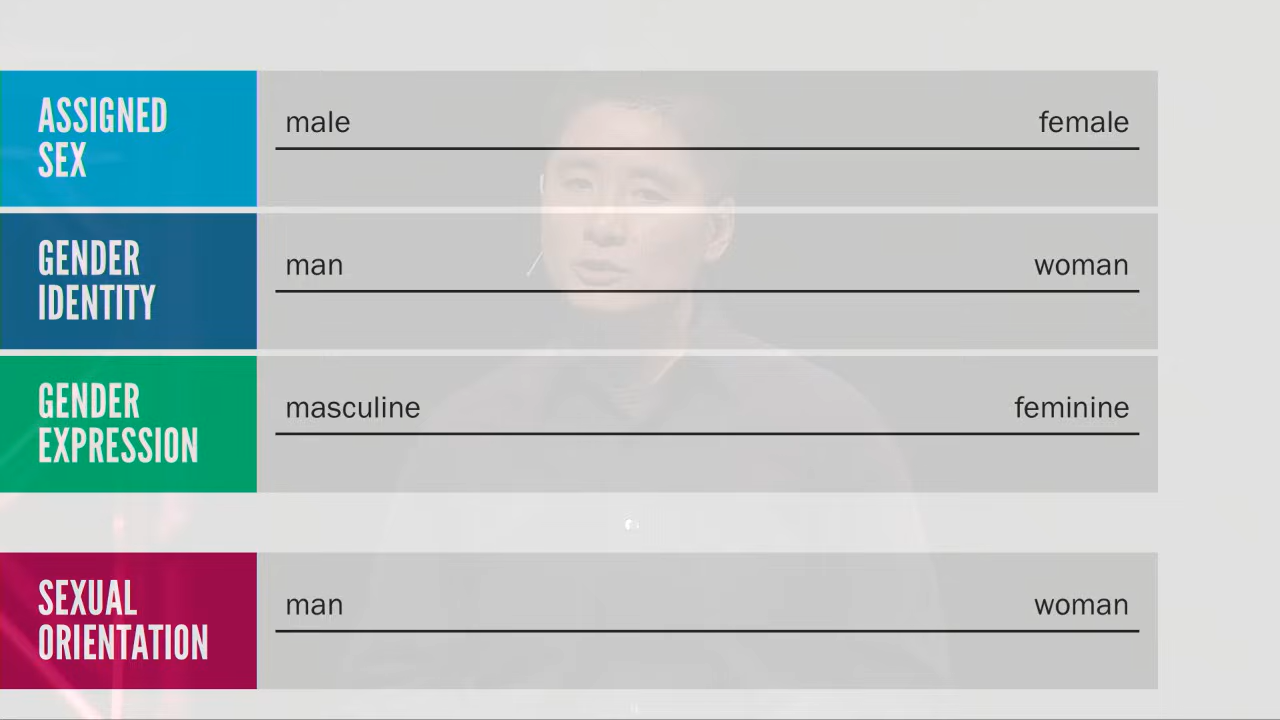 ASSIGNED
SEX
male
female
GENDER
IDENTITY
man
woman
GENDER
EXPRESSION
masculine
feminine
SEXUAL
ORIENTATION
man
woman